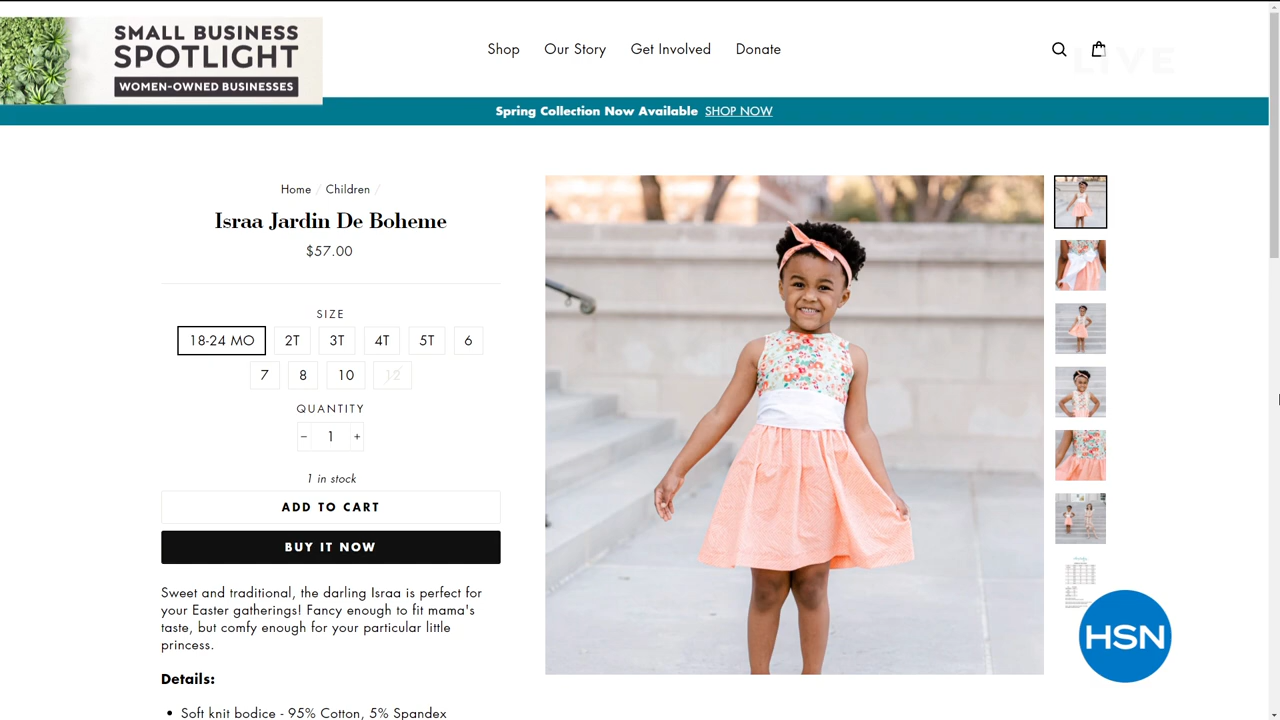 SMALL BUSINESS
SPOTLIGHT
WOMEN-OWNED BUSINESSES
Shop Our Story Get Involved Donate
LIVE
Spring Collection Now Available SHOP NOW
Home / Children /
Israa Jardin De Boheme
$57.00
SIZE
18-24 MO 2T 3T 4T 5T 6
7 8 10 12
QUANTITY
− 1 +
1 in stock
ADD TO CART
BUY IT NOW
Sweet and traditional, the darling Israa is perfect for
your Easter gatherings! Fancy enough to fit mama's
taste, but comfy enough for your particular little
princess.
Details:
• Soft knit bodice - 95% Cotton, 5% Spandex
HSN